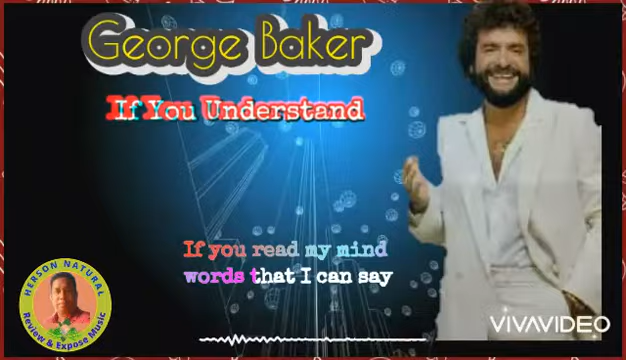 George Baker
If You Understand
If you read my mind
words that I can say
HERSON NATURAL
Review & Expose Music
VIVAVIDEO